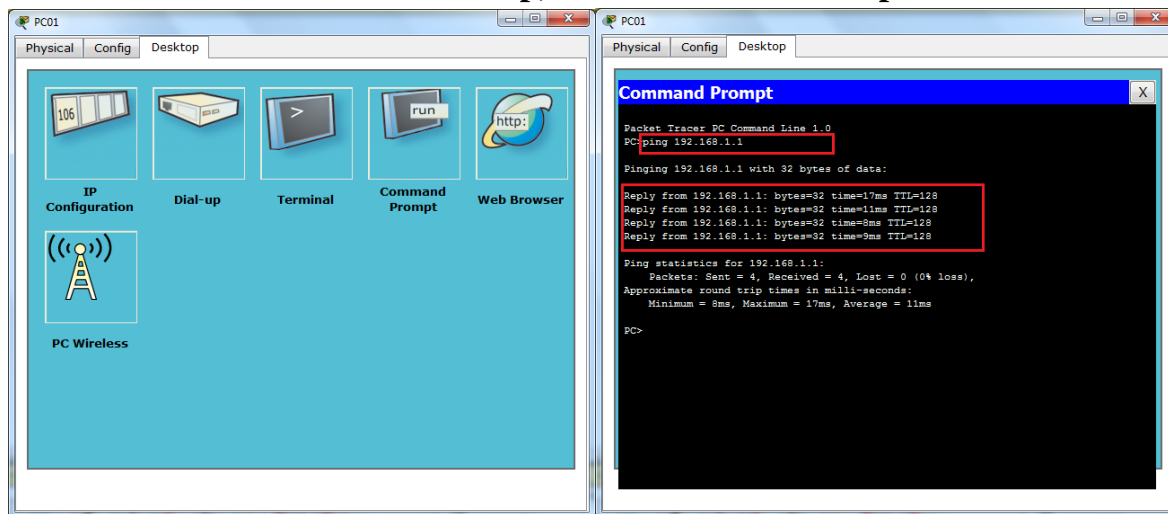 PC01
Physical Config Desktop
106
run
http:
IP Configuration
Dial-up
Terminal
Command Prompt
Web Browser
PC Wireless
PC01
Physical Config Desktop
Command Prompt
X
Packet Tracer PC Command Line 1.0
PC>ping 192.168.1.1
Pinging 192.168.1.1 with 32 bytes of data:
Reply from 192.168.1.1: bytes=32 time=17ms TTL=128
Reply from 192.168.1.1: bytes=32 time=11ms TTL=128
Reply from 192.168.1.1: bytes=32 time=8ms TTL=128
Reply from 192.168.1.1: bytes=32 time=9ms TTL=128
Ping statistics for 192.168.1.1:
Packets: Sent = 4, Received = 4, Lost = 0 (0% loss),
Approximate round trip times in milli-seconds:
Minimum = 8ms, Maximum = 17ms, Average = 11ms
PC>